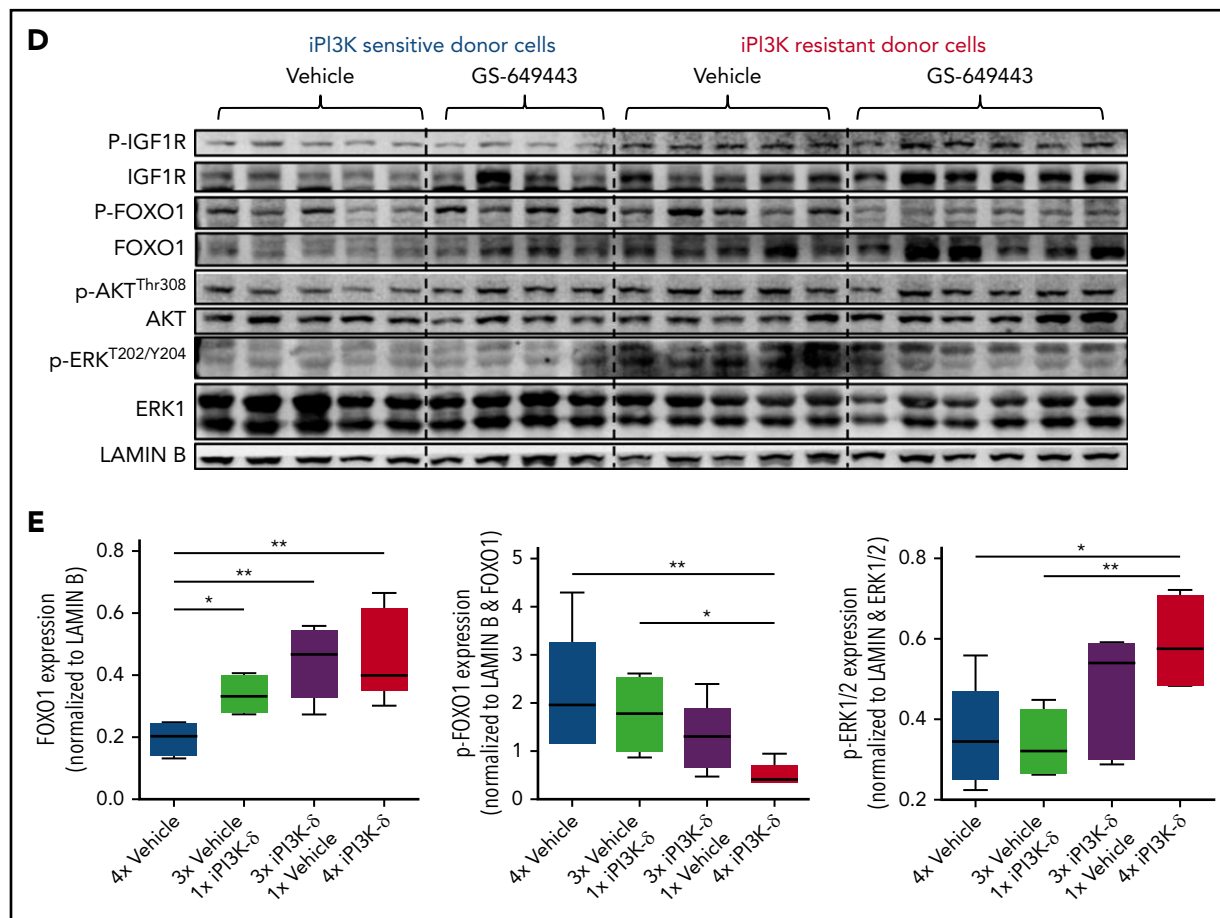 D
iPI3K sensitive donor cells
iPI3K resistant donor cells
Vehicle
GS-649443
Vehicle
GS-649443
P-IGF1R
IGF1R
P-FOXO1
FOXO1
p-AKTThr308
AKT
p-ERKT202/Y204
ERK1
LAMIN B
E
FOXO1 expression
(normalized to LAMIN B)
0.8
0.6
0.4
0.2
0.0
**
**
*
4x Vehicle
3x Vehicle
1x iPI3K-δ
3x iPI3K-δ
1x Vehicle
4x iPI3K-δ
p-FOXO1 expression
(normalized to LAMIN B & FOXO1)
5
4
3
2
1
0
**
*
4x Vehicle
3x Vehicle
1x iPI3K-δ
3x iPI3K-δ
1x Vehicle
4x iPI3K-δ
p-ERK1/2 expression
(normalized to LAMIN & ERK1/2)
0.8
0.6
0.4
0.2
*
**
4x Vehicle
3x Vehicle
1x iPI3K-δ
3x iPI3K-δ
1x Vehicle
4x iPI3K-δ